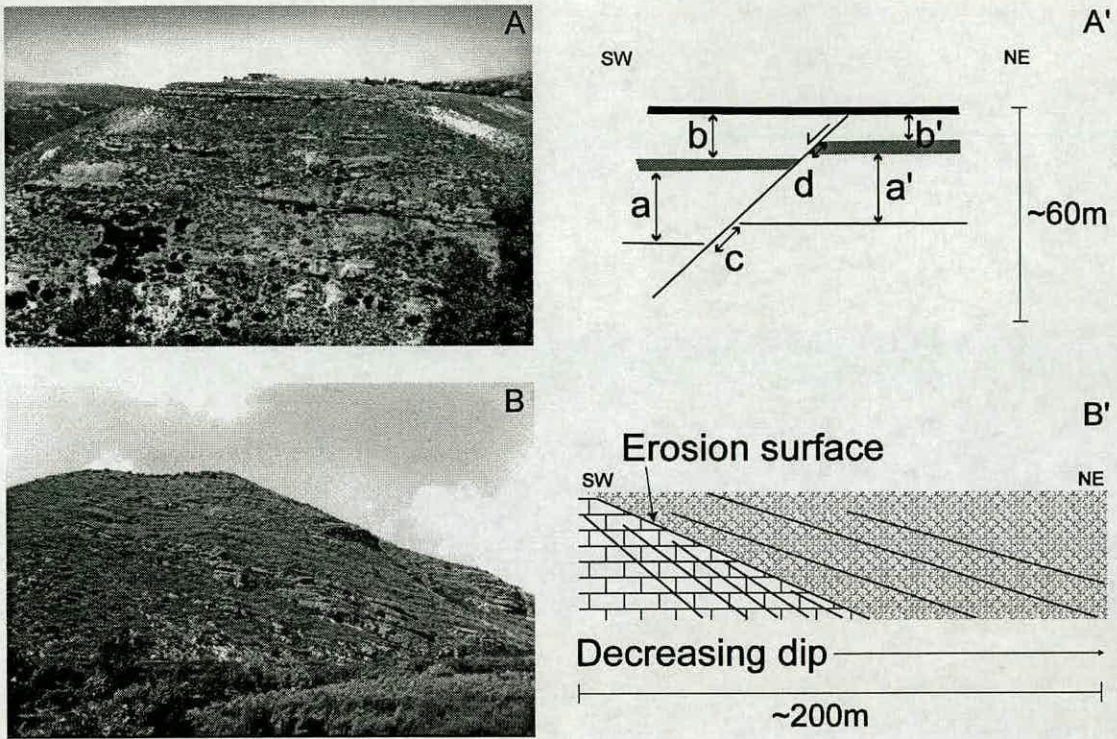 A
A'
SW
NE
b
b'
d
a
a'
c
~60m
B
B'
Erosion surface
SW
NE
Decreasing dip
~200m